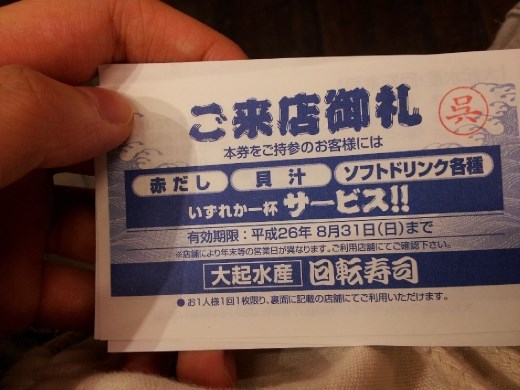 ご来店御礼
呉
本券をご持参のお客様には
赤だし 貝汁 ソフトドリンク各種
いずれか一杯 サービス!!
有効期限:平成26年 8月31日(日)まで
※店舗により年末等の営業日が異なります。ご利用店舗にてご確認下さい。
大起水産 回転寿司
●お1人様1回1枚限り、裏面に記載の店舗にてご利用いただけます。